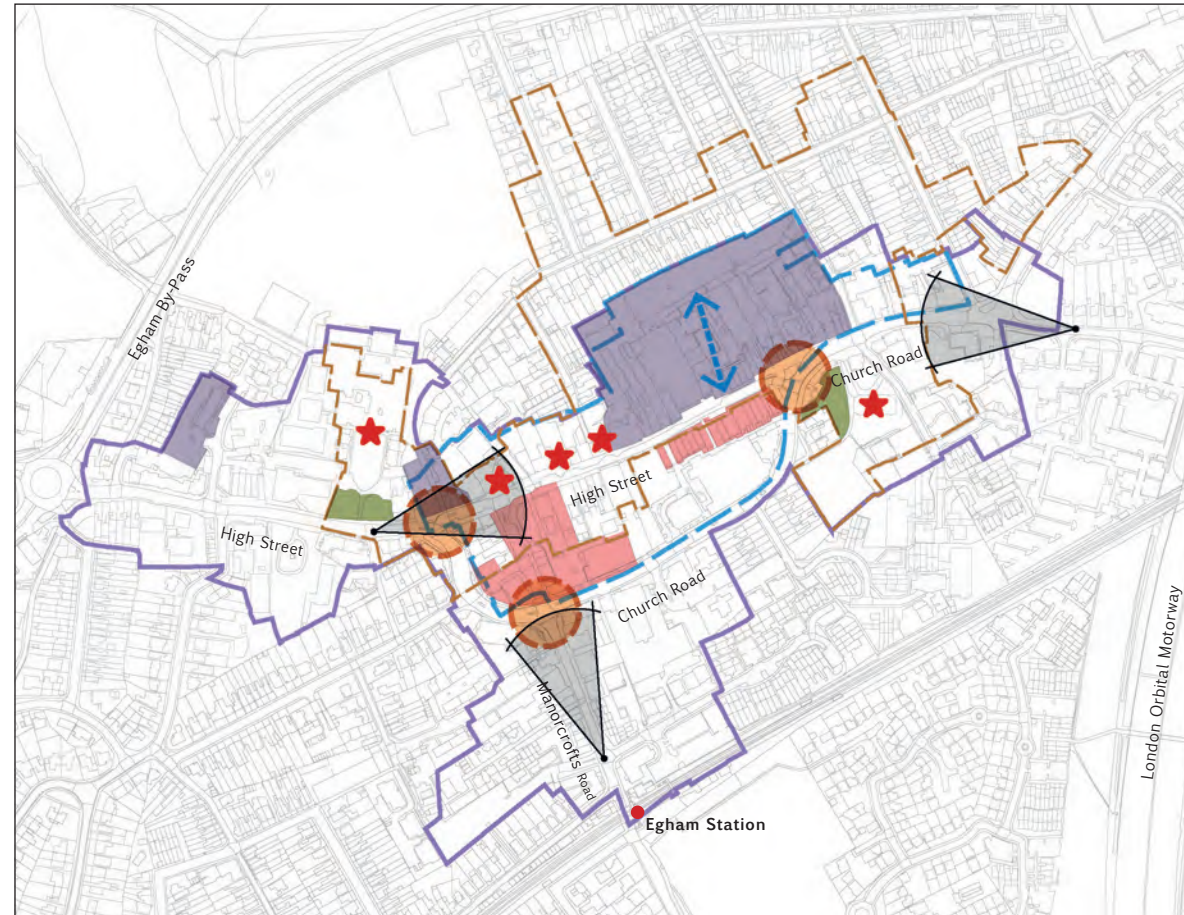 Egham By-Pass
Church Road
High Street
High Street
Church Road
London Orbital Motorway
Manorcrofts Road
Egham Station